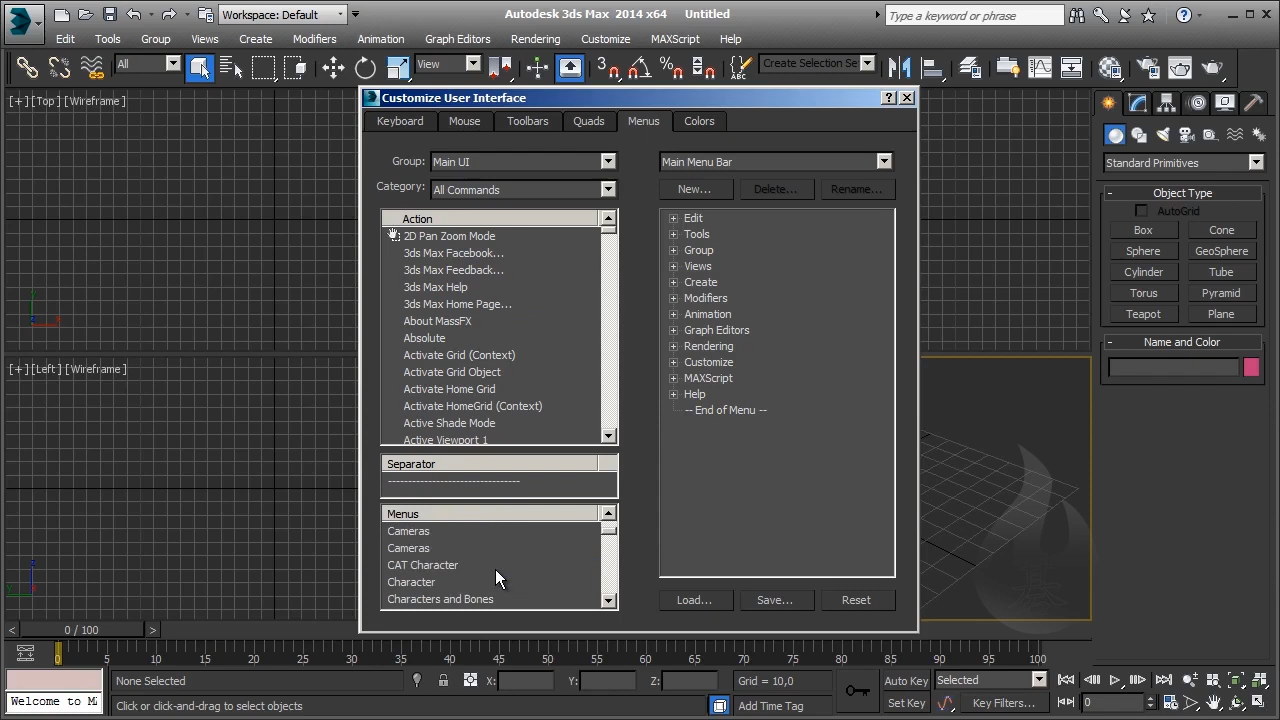 Workspace: Default
Autodesk 3ds Max 2014 x64 Untitled
Type a keyword or phrase
Edit Tools Group Views Create Modifiers Animation Graph Editors Rendering Customize MAXScript Help
All
View
Create Selection Se
[+] [Top] [Wireframe]
Customize User Interface
Keyboard Mouse Toolbars Quads Menus Colors
Group: Main UI
Category: All Commands
Action
2D Pan Zoom Mode
3ds Max Facebook...
3ds Max Feedback...
3ds Max Help
3ds Max Home Page...
About MassFX
Absolute
Activate Grid (Context)
Activate Grid Object
Activate Home Grid
Activate HomeGrid (Context)
Active Shade Mode
Active Viewport 1
Separator
---------------------------------
Menus
Cameras
Cameras
CAT Character
Character
Characters and Bones
Main Menu Bar
New... Delete... Rename...
Edit
Tools
Group
Views
Create
Modifiers
Animation
Graph Editors
Rendering
Customize
MAXScript
Help
-- End of Menu --
Load... Save... Reset
Standard Primitives
- Object Type
AutoGrid
Box Cone
Sphere GeoSphere
Cylinder Tube
Torus Pyramid
Teapot Plane
- Name and Color
[+] [Left] [Wireframe]
< 0 / 100 >
0 5 10 15 20 25 30 35 40 45 50 55 60 65 70 75 80 85 90 95 100
None Selected X: Y: Z: Grid = 10,0 Auto Key Selected
Welcome to M Click or click-and-drag to select objects Add Time Tag Set Key Key Filters... 0